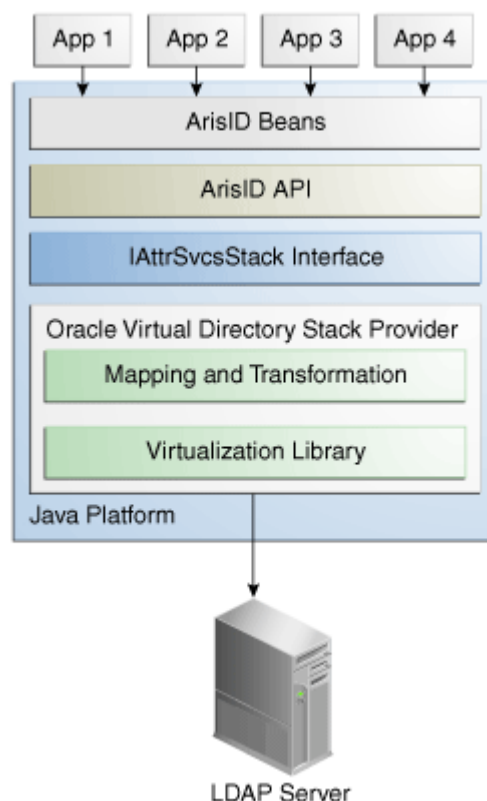 App 1 App 2 App 3 App 4
ArisID Beans
ArisID API
IAttrSvcsStack Interface
Oracle Virtual Directory Stack Provider
Mapping and Transformation
Virtualization Library
Java Platform
LDAP Server